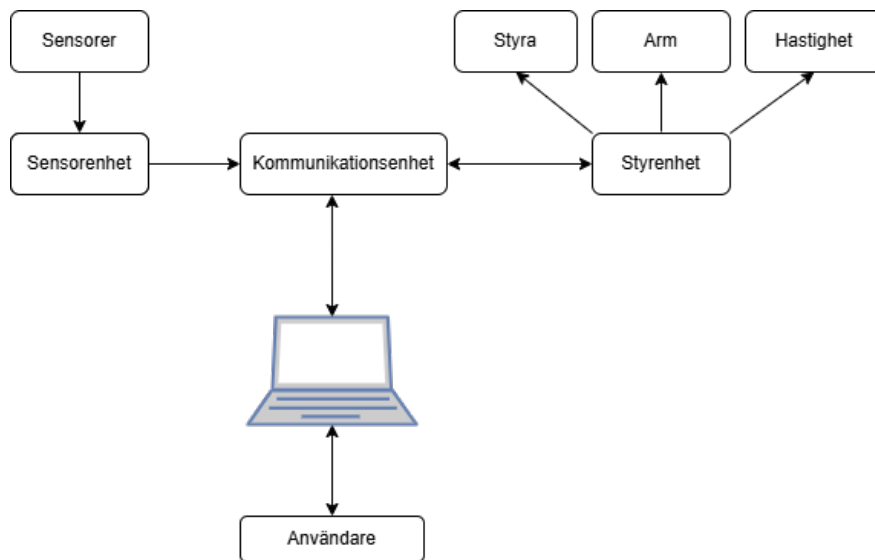 Sensorer
Styra
Arm
Hastighet
Sensorenhet
Kommunikationsenhet
Styrenhet
Användare